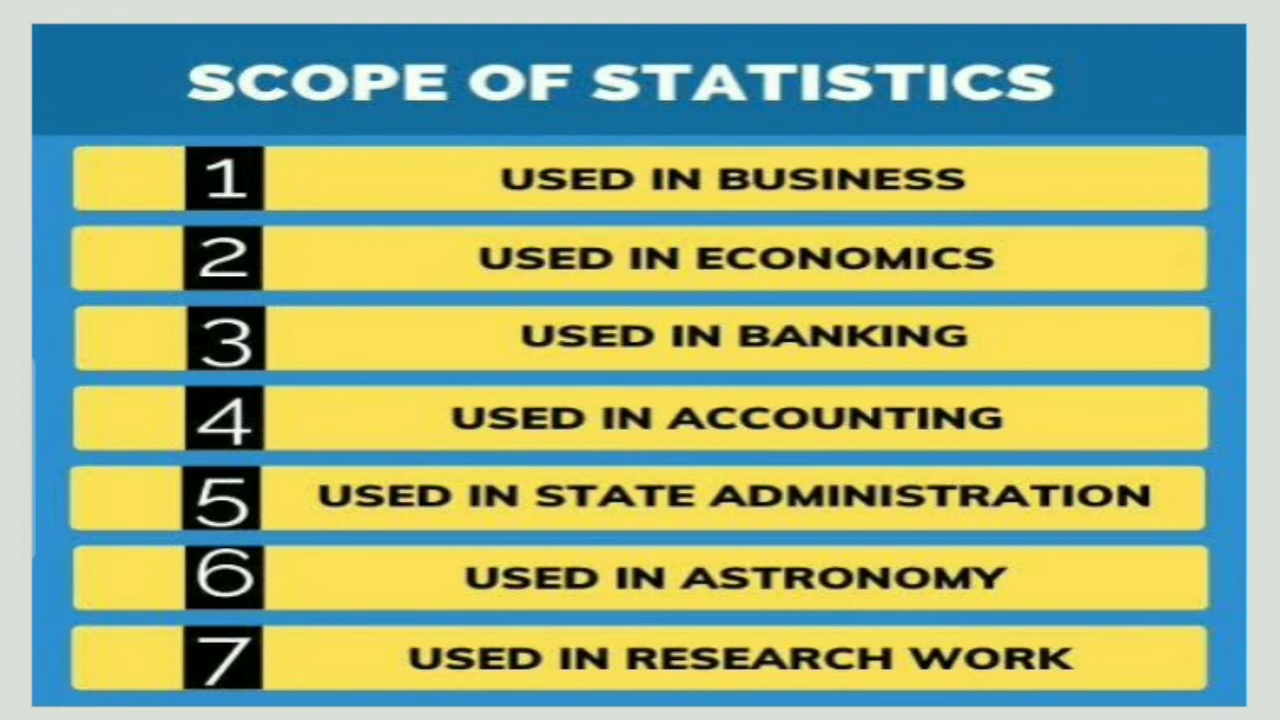 SCOPE OF STATISTICS
1 USED IN BUSINESS
2 USED IN ECONOMICS
3 USED IN BANKING
4 USED IN ACCOUNTING
5 USED IN STATE ADMINISTRATION
6 USED IN ASTRONOMY
7 USED IN RESEARCH WORK